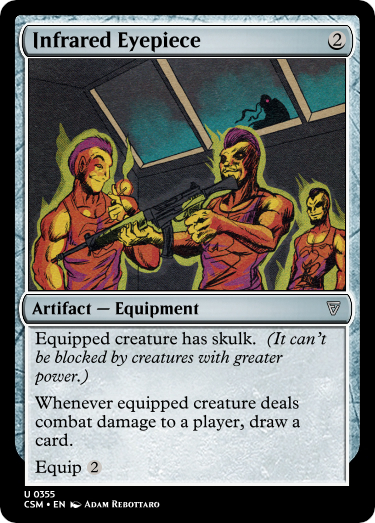 Infrared Eyepiece 2
Artifact — Equipment
Equipped creature has skulk. (It can't
be blocked by creatures with greater
power.)
Whenever equipped creature deals
combat damage to a player, draw a
card.
Equip 2
U 0355
CSM • EN Adam Rebottaro